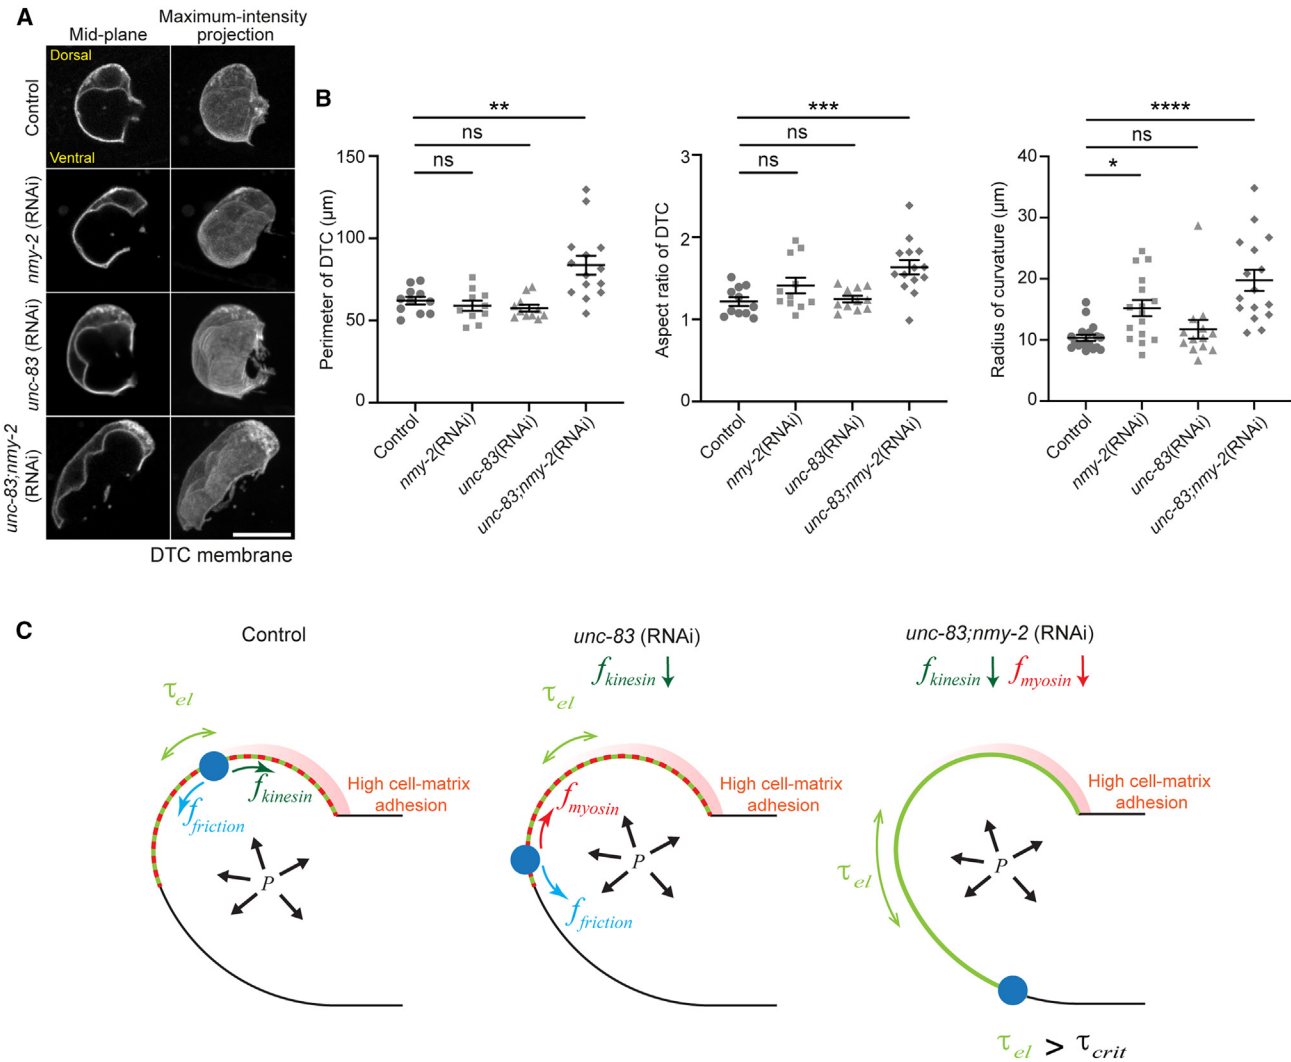 A
Mid-plane
Maximum-intensity
projection
Dorsal
Ventral
Control
nmy-2 (RNAi)
unc-83 (RNAi)
unc-83;nmy-2
(RNAi)
DTC membrane
B
**
ns
ns
Perimeter of DTC (µm)
150
100
50
0
Control
nmy-2(RNAi)
unc-83(RNAi)
unc-83;nmy-2(RNAi)
***
ns
ns
Aspect ratio of DTC
3
2
1
0
Control
nmy-2(RNAi)
unc-83(RNAi)
unc-83;nmy-2(RNAi)
****
ns
*
Radius of curvature (µm)
40
30
20
10
0
Control
nmy-2(RNAi)
unc-83(RNAi)
unc-83;nmy-2(RNAi)
C
Control
τel
fkinesin
ffriction
High cell-matrix
adhesion
P
unc-83 (RNAi)
fkinesin ↓
τel
fmyosin
ffriction
High cell-matrix
adhesion
P
unc-83;nmy-2 (RNAi)
fkinesin ↓ fmyosin ↓
High cell-matrix
adhesion
τel
P
τel > τcrit